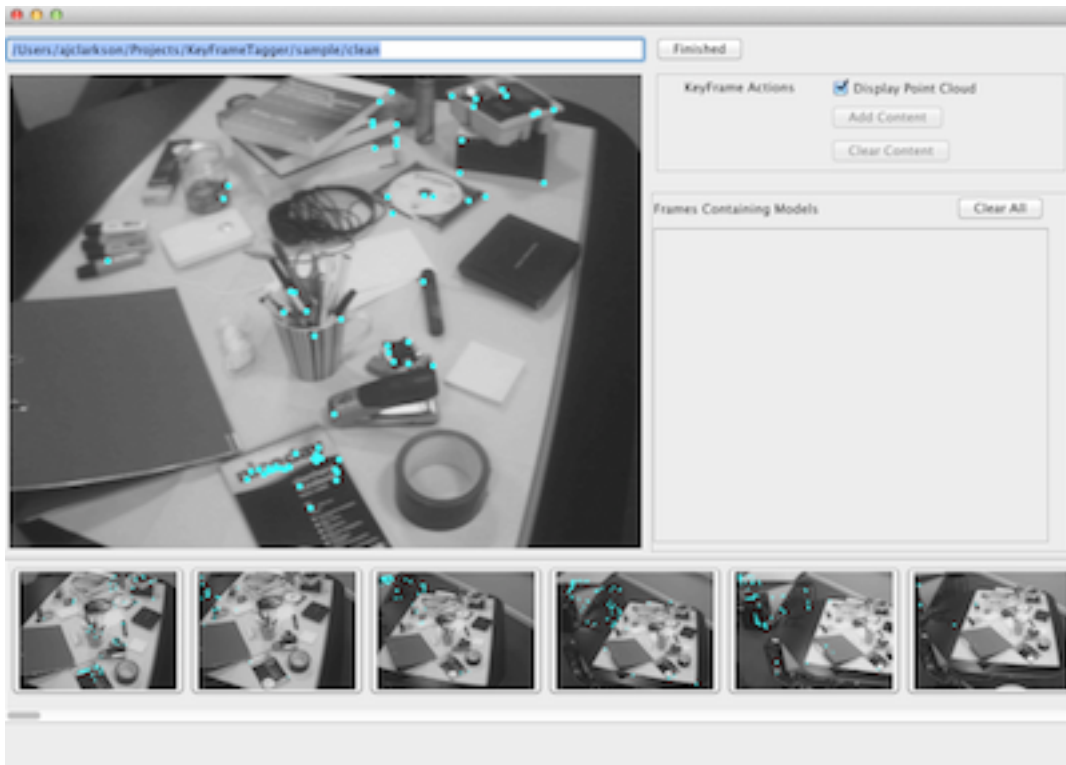 /Users/ajclarkson/Projects/KeyFrameTagger/sample/clean
Finished
KeyFrame Actions
Display Point Cloud
Add Content
Clear Content
Frames Containing Models
Clear All